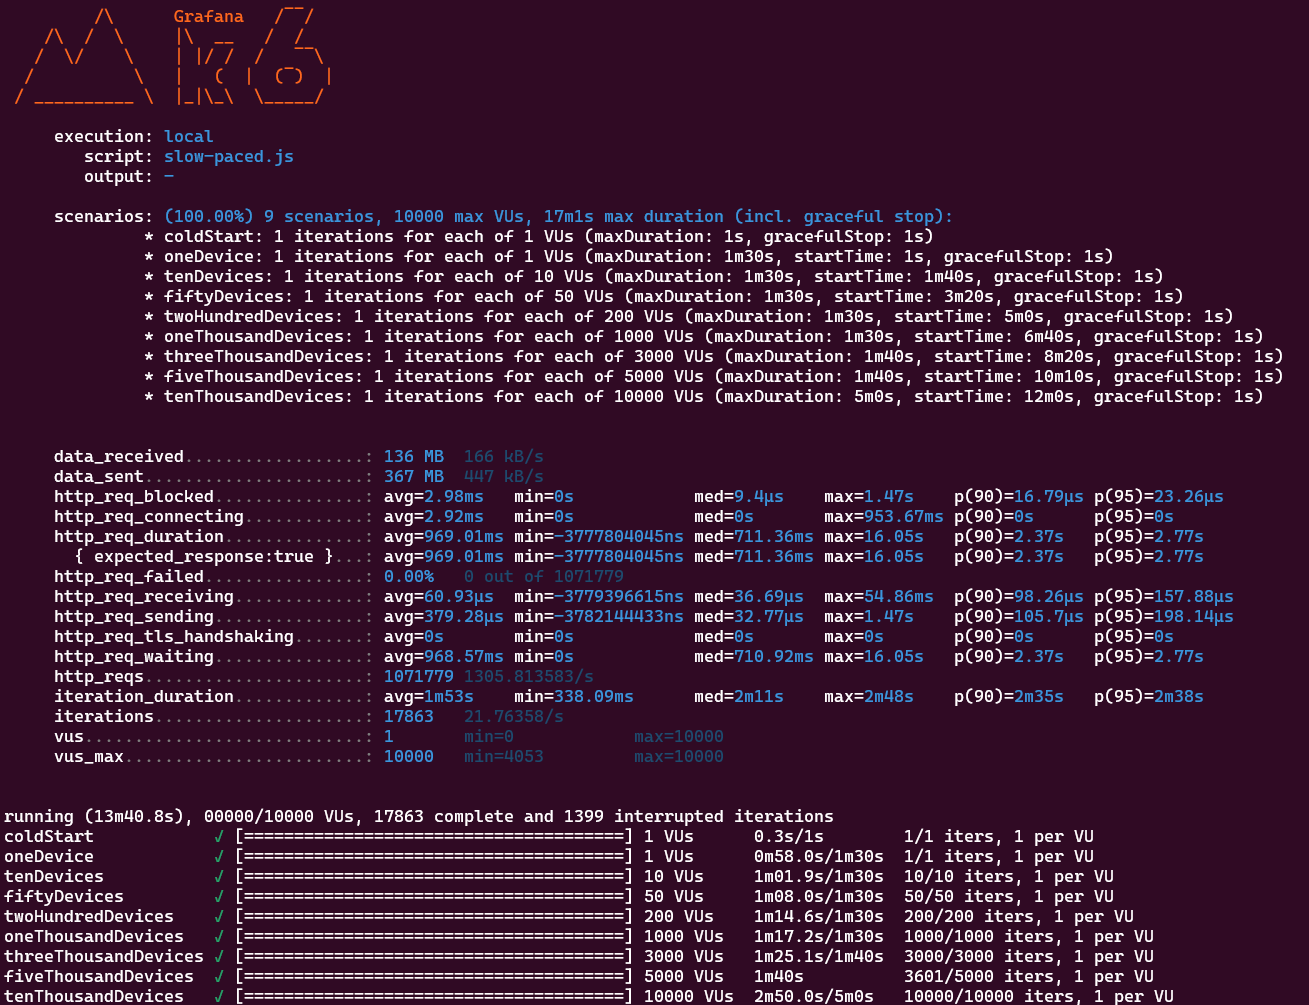 Grafana
execution: local
script: slow-paced.js
output: -
scenarios: (100.00%) 9 scenarios, 10000 max VUs, 17m1s max duration (incl. graceful stop):
* coldStart: 1 iterations for each of 1 VUs (maxDuration: 1s, gracefulStop: 1s)
* oneDevice: 1 iterations for each of 1 VUs (maxDuration: 1m30s, startTime: 1s, gracefulStop: 1s)
* tenDevices: 1 iterations for each of 10 VUs (maxDuration: 1m30s, startTime: 1m40s, gracefulStop: 1s)
* fiftyDevices: 1 iterations for each of 50 VUs (maxDuration: 1m30s, startTime: 3m20s, gracefulStop: 1s)
* twoHundredDevices: 1 iterations for each of 200 VUs (maxDuration: 1m30s, startTime: 5m0s, gracefulStop: 1s)
* oneThousandDevices: 1 iterations for each of 1000 VUs (maxDuration: 1m30s, startTime: 6m40s, gracefulStop: 1s)
* threeThousandDevices: 1 iterations for each of 3000 VUs (maxDuration: 1m40s, startTime: 8m20s, gracefulStop: 1s)
* fiveThousandDevices: 1 iterations for each of 5000 VUs (maxDuration: 1m40s, startTime: 10m10s, gracefulStop: 1s)
* tenThousandDevices: 1 iterations for each of 10000 VUs (maxDuration: 5m0s, startTime: 12m0s, gracefulStop: 1s)
data_received..................: 136 MB 166 kB/s
data_sent......................: 367 MB 447 kB/s
http_req_blocked...............: avg=2.98ms min=0s med=9.4µs max=1.47s p(90)=16.79µs p(95)=23.26µs
http_req_connecting............: avg=2.92ms min=0s med=0s max=953.67ms p(90)=0s p(95)=0s
http_req_duration..............: avg=969.01ms min=-3777804045ns med=711.36ms max=16.05s p(90)=2.37s p(95)=2.77s
{ expected_response:true }...: avg=969.01ms min=-3777804045ns med=711.36ms max=16.05s p(90)=2.37s p(95)=2.77s
http_req_failed................: 0.00% 0 out of 1071779
http_req_receiving.............: avg=60.93µs min=-3779396615ns med=36.69µs max=54.86ms p(90)=98.26µs p(95)=157.88µs
http_req_sending...............: avg=379.28µs min=-3782144433ns med=32.77µs max=1.47s p(90)=105.7µs p(95)=198.14µs
http_req_tls_handshaking.......: avg=0s min=0s med=0s max=0s p(90)=0s p(95)=0s
http_req_waiting...............: avg=968.57ms min=0s med=710.92ms max=16.05s p(90)=2.37s p(95)=2.77s
http_reqs......................: 1071779 1305.813583/s
iteration_duration.............: avg=1m53s min=338.09ms med=2m11s max=2m48s p(90)=2m35s p(95)=2m38s
iterations.....................: 17863 21.76358/s
vus............................: 1 min=0 max=10000
vus_max........................: 10000 min=4053 max=10000
running (13m40.8s), 00000/10000 VUs, 17863 complete and 1399 interrupted iterations
coldStart ✓ [======================================] 1 VUs 0.3s/1s 1/1 iters, 1 per VU
oneDevice ✓ [======================================] 1 VUs 0m58.0s/1m30s 1/1 iters, 1 per VU
tenDevices ✓ [======================================] 10 VUs 1m01.9s/1m30s 10/10 iters, 1 per VU
fiftyDevices ✓ [======================================] 50 VUs 1m08.0s/1m30s 50/50 iters, 1 per VU
twoHundredDevices ✓ [======================================] 200 VUs 1m14.6s/1m30s 200/200 iters, 1 per VU
oneThousandDevices ✓ [======================================] 1000 VUs 1m17.2s/1m30s 1000/1000 iters, 1 per VU
threeThousandDevices ✓ [======================================] 3000 VUs 1m25.1s/1m40s 3000/3000 iters, 1 per VU
fiveThousandDevices ✓ [======================================] 5000 VUs 1m40s 3601/5000 iters, 1 per VU
tenThousandDevices ✓ [======================================] 10000 VUs 2m50.0s/5m0s 10000/10000 iters, 1 per VU